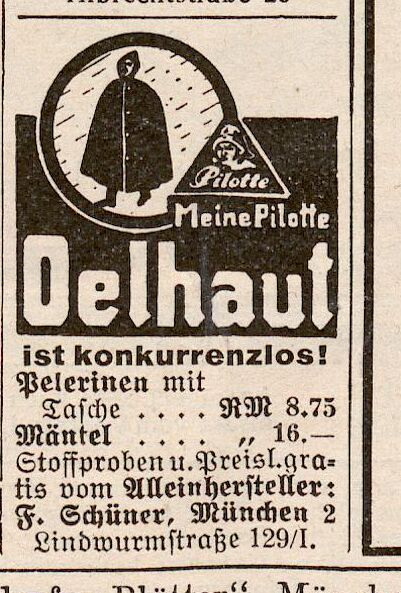 Pilotte
Meine Pilotte
Oelhaut
ist konkurrenzlos!
Pelerinen mit
Tasche . . . . RM 8.75
Mäntel . . . . „ 16.—
Stoffproben u. Preisl. gra=
tis vom Alleinhersteller:
F. Schüner, München 2
Lindwurmstraße 129/I.